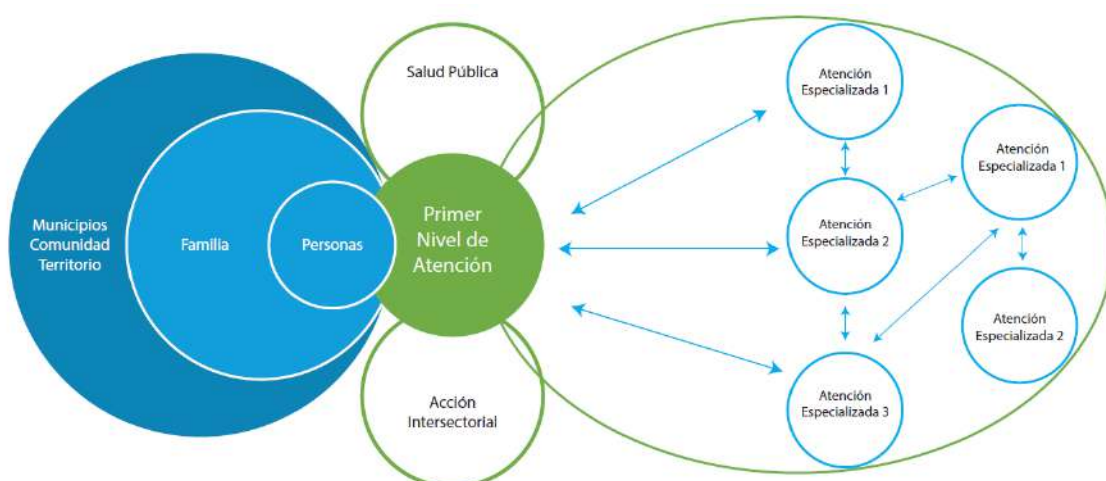 Municipios
Comunidad
Territorio
Familia
Personas
Salud Pública
Primer
Nivel de
Atención
Acción
Intersectorial
Atención
Especializada 1
Atención
Especializada 2
Atención
Especializada 3
Atención
Especializada 1
Atención
Especializada 2